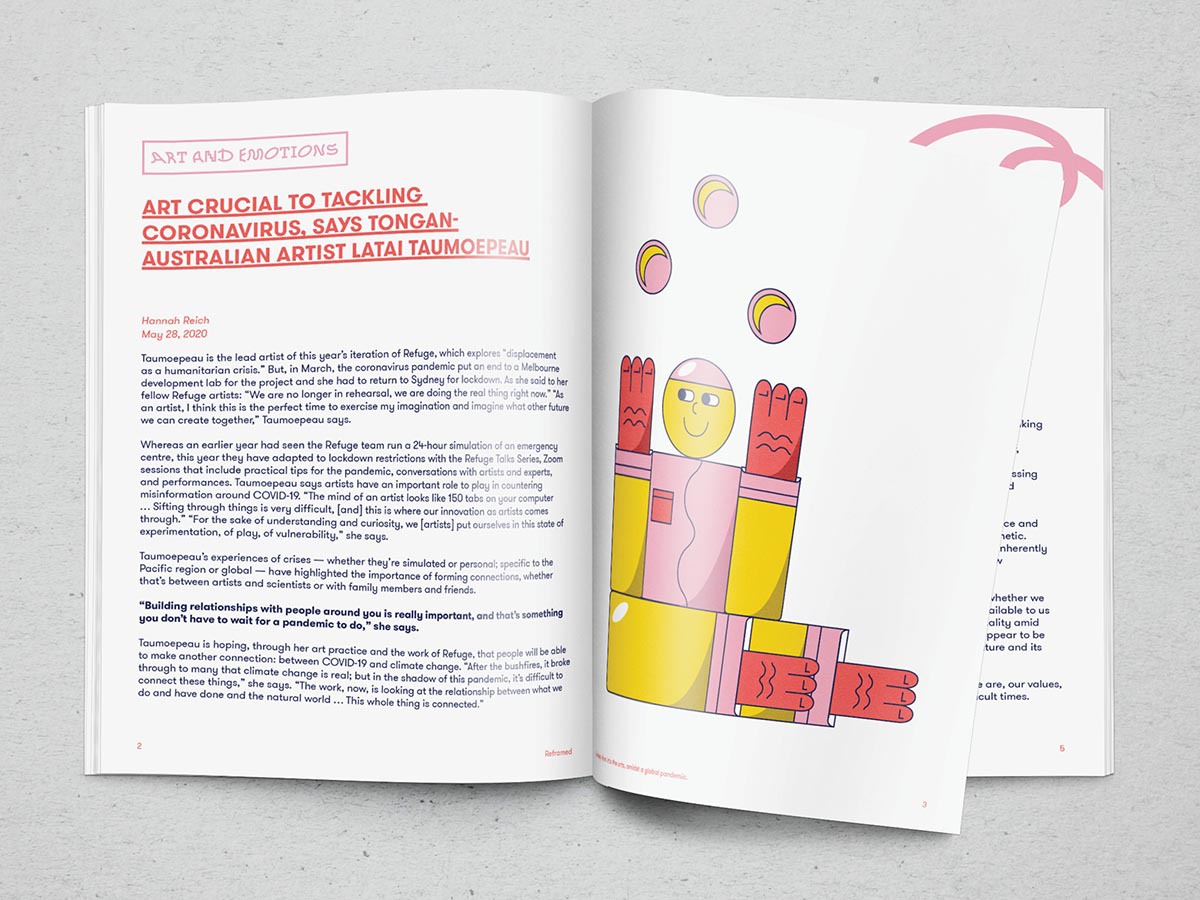 ART AND EMOTIONS
ART CRUCIAL TO TACKLING
CORONAVIRUS, SAYS TONGAN-
AUSTRALIAN ARTIST LATAI TAUMOEPEAU
Hannah Reich
May 28, 2020
Taumoepeau is the lead artist of this year's iteration of Refuge, which explores "displacement
as a humanitarian crisis." But, in March, the coronavirus pandemic put an end to a Melbourne
development lab for the project and she had to return to Sydney for lockdown. As she said to her
fellow Refuge artists: "We are no longer in rehearsal, we are doing the real thing right now." "As
an artist, I think this is the perfect time to exercise my imagination and imagine what other future
we can create together," Taumoepeau says.
Whereas an earlier year had seen the Refuge team run a 24-hour simulation of an emergency
centre, this year they have adapted to lockdown restrictions with the Refuge Talks Series, Zoom
sessions that include practical tips for the pandemic, conversations with artists and experts,
and performances. Taumoepeau says artists have an important role to play in countering
misinformation around COVID-19. "The mind of an artist looks like 150 tabs on your computer
… Sifting through things is very difficult, [and] this is where our innovation as artists comes
through." "For the sake of understanding and curiosity, we [artists] put ourselves in this state of
experimentation, of play, of vulnerability," she says.
Taumoepeau's experiences of crises — whether they're simulated or personal; specific to the
Pacific region or global — have highlighted the importance of forming connections, whether
that's between artists and scientists or with family members and friends.
"Building relationships with people around you is really important, and that's something
you don't have to wait for a pandemic to do," she says.
Taumoepeau is hoping, through her art practice and the work of Refuge, that people will be able
to make another connection: between COVID-19 and climate change. "After the bushfires, it broke
through to many that climate change is real; but in the shadow of this pandemic, it's difficult to
connect these things," she says. "The work, now, is looking at the relationship between what we
do and have done and the natural world … This whole thing is connected."
2
Reframed
the arts, amidst a global pandemic.
3
ce and
whether we
to us
amid
to be
and its
are, our values,
times.
5